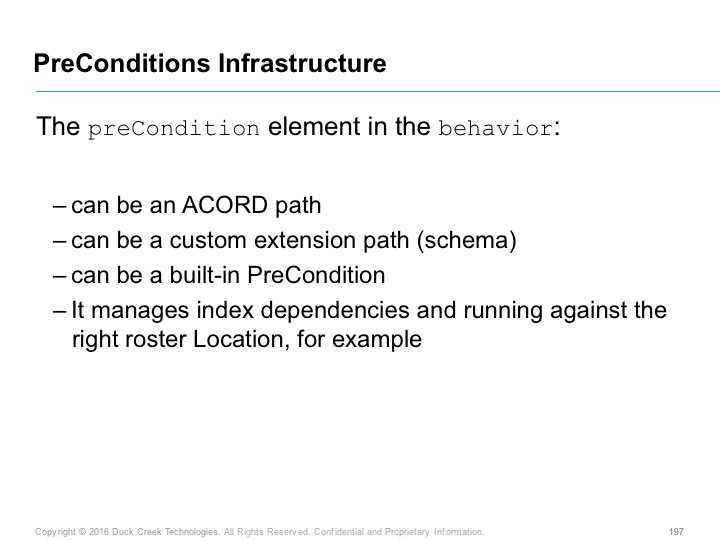 PreConditions Infrastructure
The preCondition element in the behavior:
– can be an ACORD path
– can be a custom extension path (schema)
– can be a built-in PreCondition
– It manages index dependencies and running against the
right roster Location, for example
Copyright © 2016 Duck Creek Technologies. All Rights Reserved. Confidential and Proprietary Information. 197